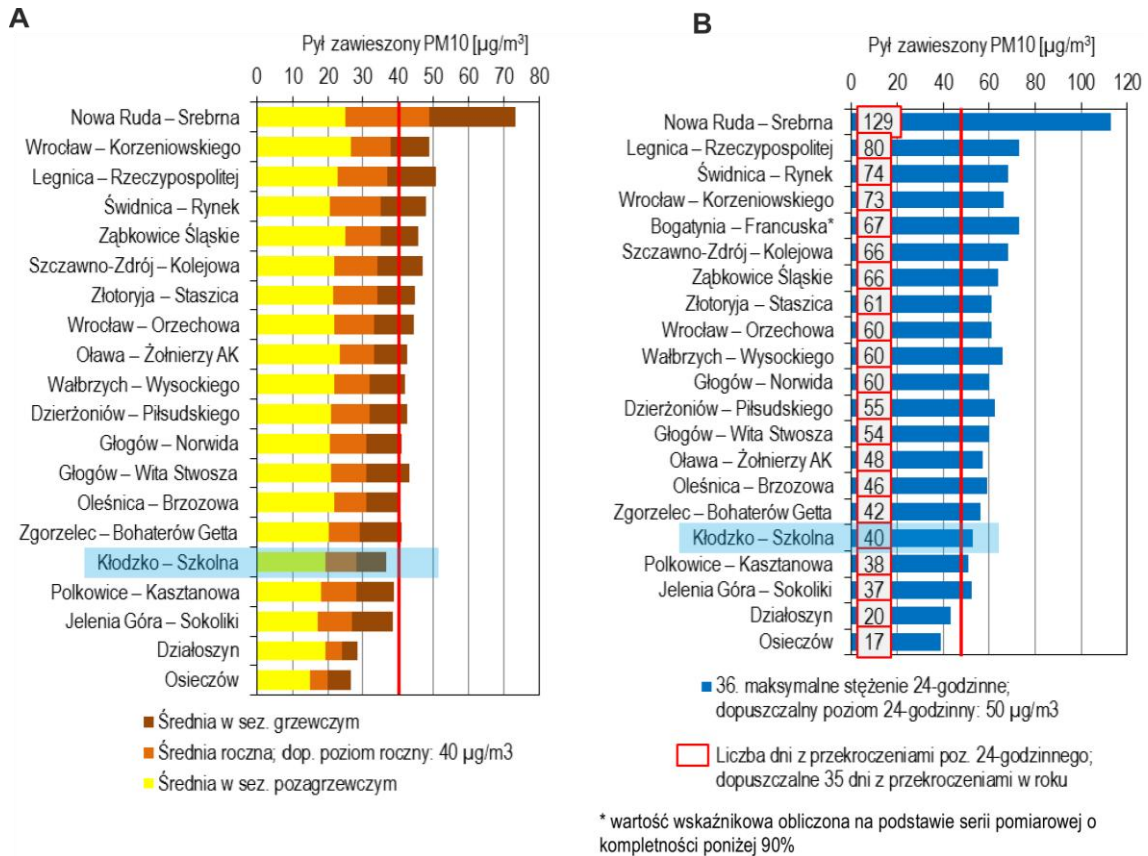 A
Pył zawieszony PM10 [µg/m³]
0 10 20 30 40 50 60 70 80
Nowa Ruda – Srebrna
Wrocław – Korzeniowskiego
Legnica – Rzeczypospolitej
Świdnica – Rynek
Ząbkowice Śląskie
Szczawno-Zdrój – Kolejowa
Złotoryja – Staszica
Wrocław – Orzechowa
Oława – Żołnierzy AK
Wałbrzych – Wysockiego
Dzierżoniów – Piłsudskiego
Głogów – Norwida
Głogów – Wita Stwosza
Oleśnica – Brzozowa
Zgorzelec – Bohaterów Getta
Kłodzko – Szkolna
Polkowice – Kasztanowa
Jelenia Góra – Sokoliki
Działoszyn
Osieczów
Średnia w sez. grzewczym
Średnia roczna; dop. poziom roczny: 40 µg/m3
Średnia w sez. pozagrzewczym
B
Pył zawieszony PM10 [µg/m³]
0 20 40 60 80 100 120
Nowa Ruda – Srebrna 129
Legnica – Rzeczypospolitej 80
Świdnica – Rynek 74
Wrocław – Korzeniowskiego 73
Bogatynia – Francuska* 67
Szczawno-Zdrój – Kolejowa 66
Ząbkowice Śląskie 66
Złotoryja – Staszica 61
Wrocław – Orzechowa 60
Wałbrzych – Wysockiego 60
Głogów – Norwida 60
Dzierżoniów – Piłsudskiego 55
Głogów – Wita Stwosza 54
Oława – Żołnierzy AK 48
Oleśnica – Brzozowa 46
Zgorzelec – Bohaterów Getta 42
Kłodzko – Szkolna 40
Polkowice – Kasztanowa 38
Jelenia Góra – Sokoliki 37
Działoszyn 20
Osieczów 17
36. maksymalne stężenie 24-godzinne;
dopuszczalny poziom 24-godzinny: 50 µg/m3
Liczba dni z przekroczeniami poz. 24-godzinnego;
dopuszczalne 35 dni z przekroczeniami w roku
* wartość wskaźnikowa obliczona na podstawie serii pomiarowej o
kompletności poniżej 90%